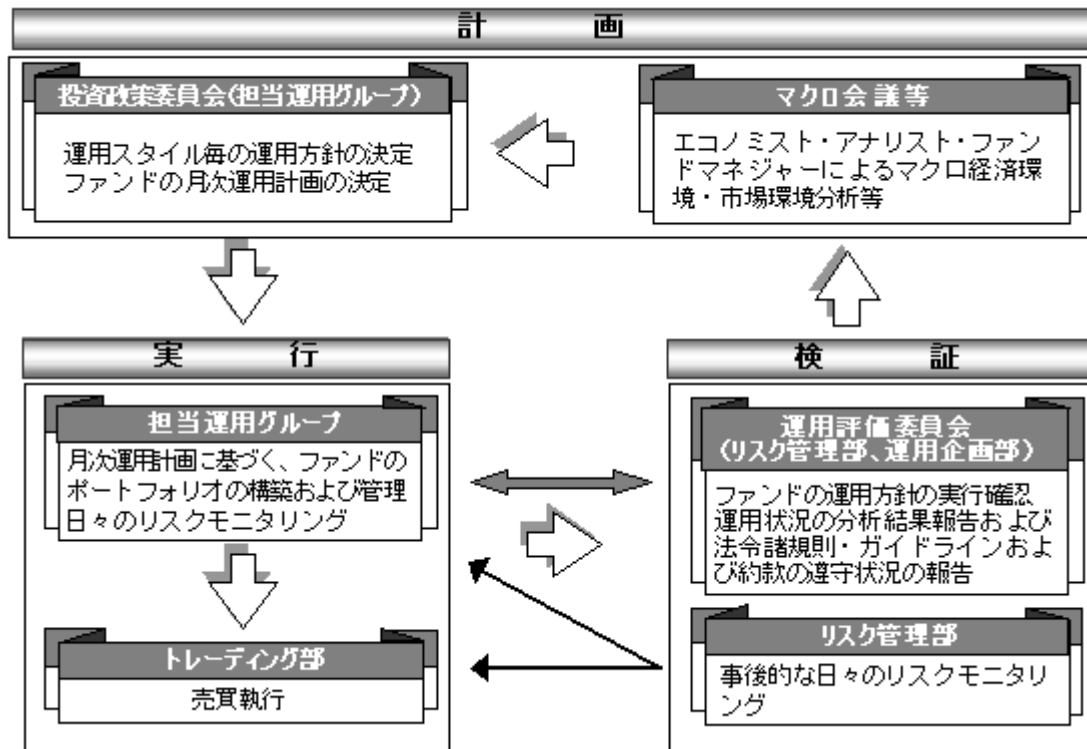 計画
投資政策委員会(担当運用グループ)
運用スタイル毎の運用方針の決定
ファンドの月次運用計画の決定
マクロ会議等
エコノミスト・アナリスト・ファン
ドマネジャーによるマクロ経済環
境・市場環境分析等
実行
担当運用グループ
月次運用計画に基づく、ファンドの
ポートフォリオの構築および管理
日々のリスクモニタリング
トレーディング部
売買執行
検証
運用評価委員会
(リスク管理部、運用企画部)
ファンドの運用方針の実行確認
運用状況の分析結果報告および
法令諸規則・ガイドラインおよ
び約款の遵守状況の報告
リスク管理部
事後的な日々のリスクモニタリ
ング